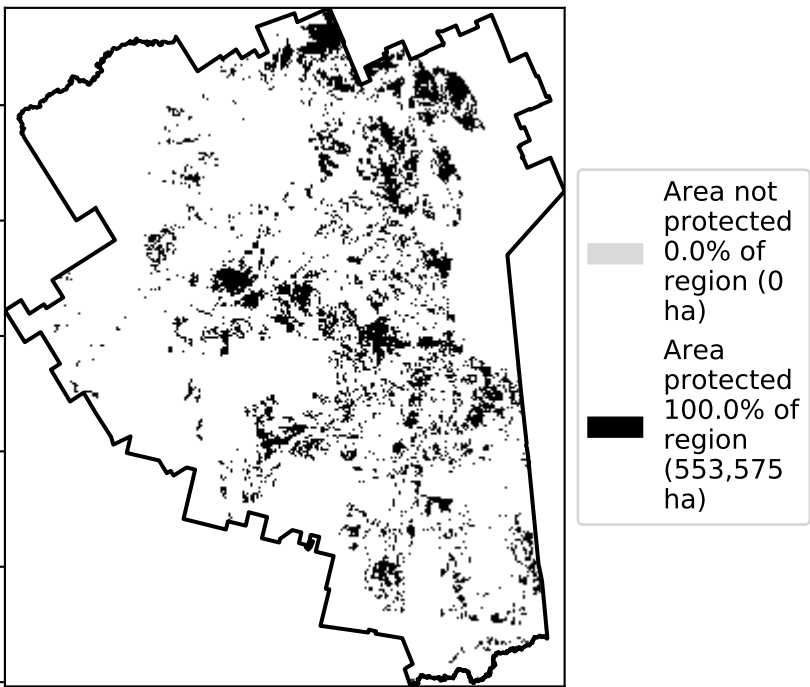 Area not
protected
0.0% of
region (0
ha)
Area
protected
100.0% of
region
(553,575
ha)